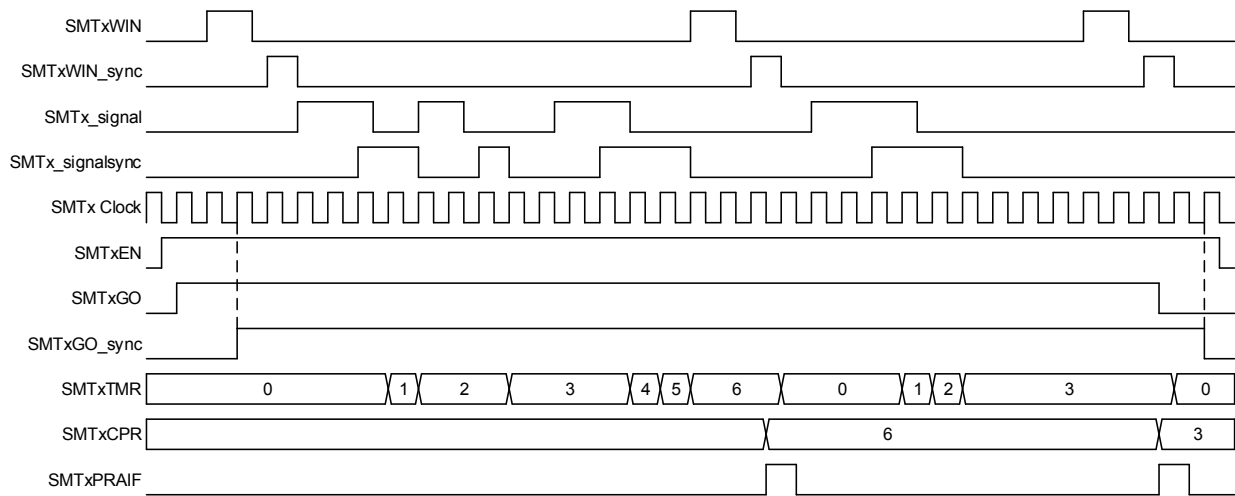 SMTxWIN
SMTxWIN_sync
SMTx_signal
SMTx_signalsync
SMTx Clock
SMTxEN
SMTxGO
SMTxGO_sync
SMTxTMR 0 1 2 3 4 5 6 0 1 2 3 0
SMTxCPR 6 3
SMTxPRAIF